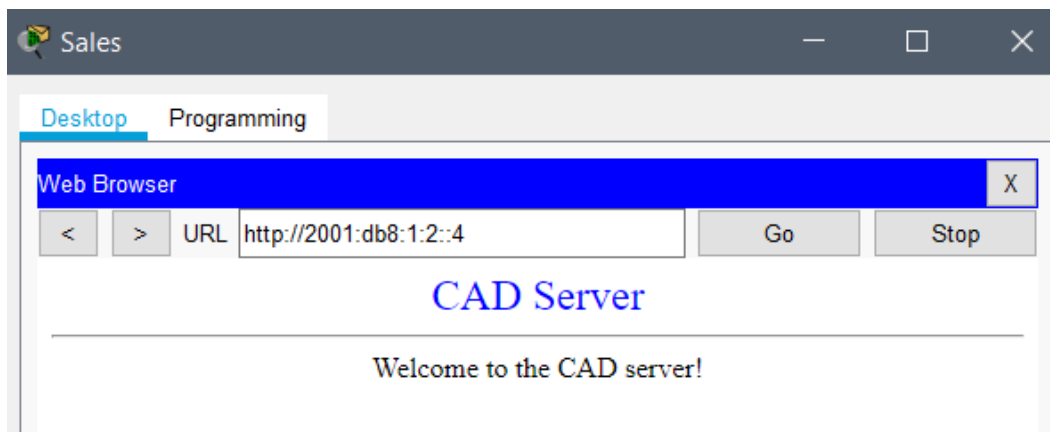 Sales
Desktop Programming
Web Browser X
< > URL http://2001:db8:1:2::4 Go Stop
CAD Server
Welcome to the CAD server!